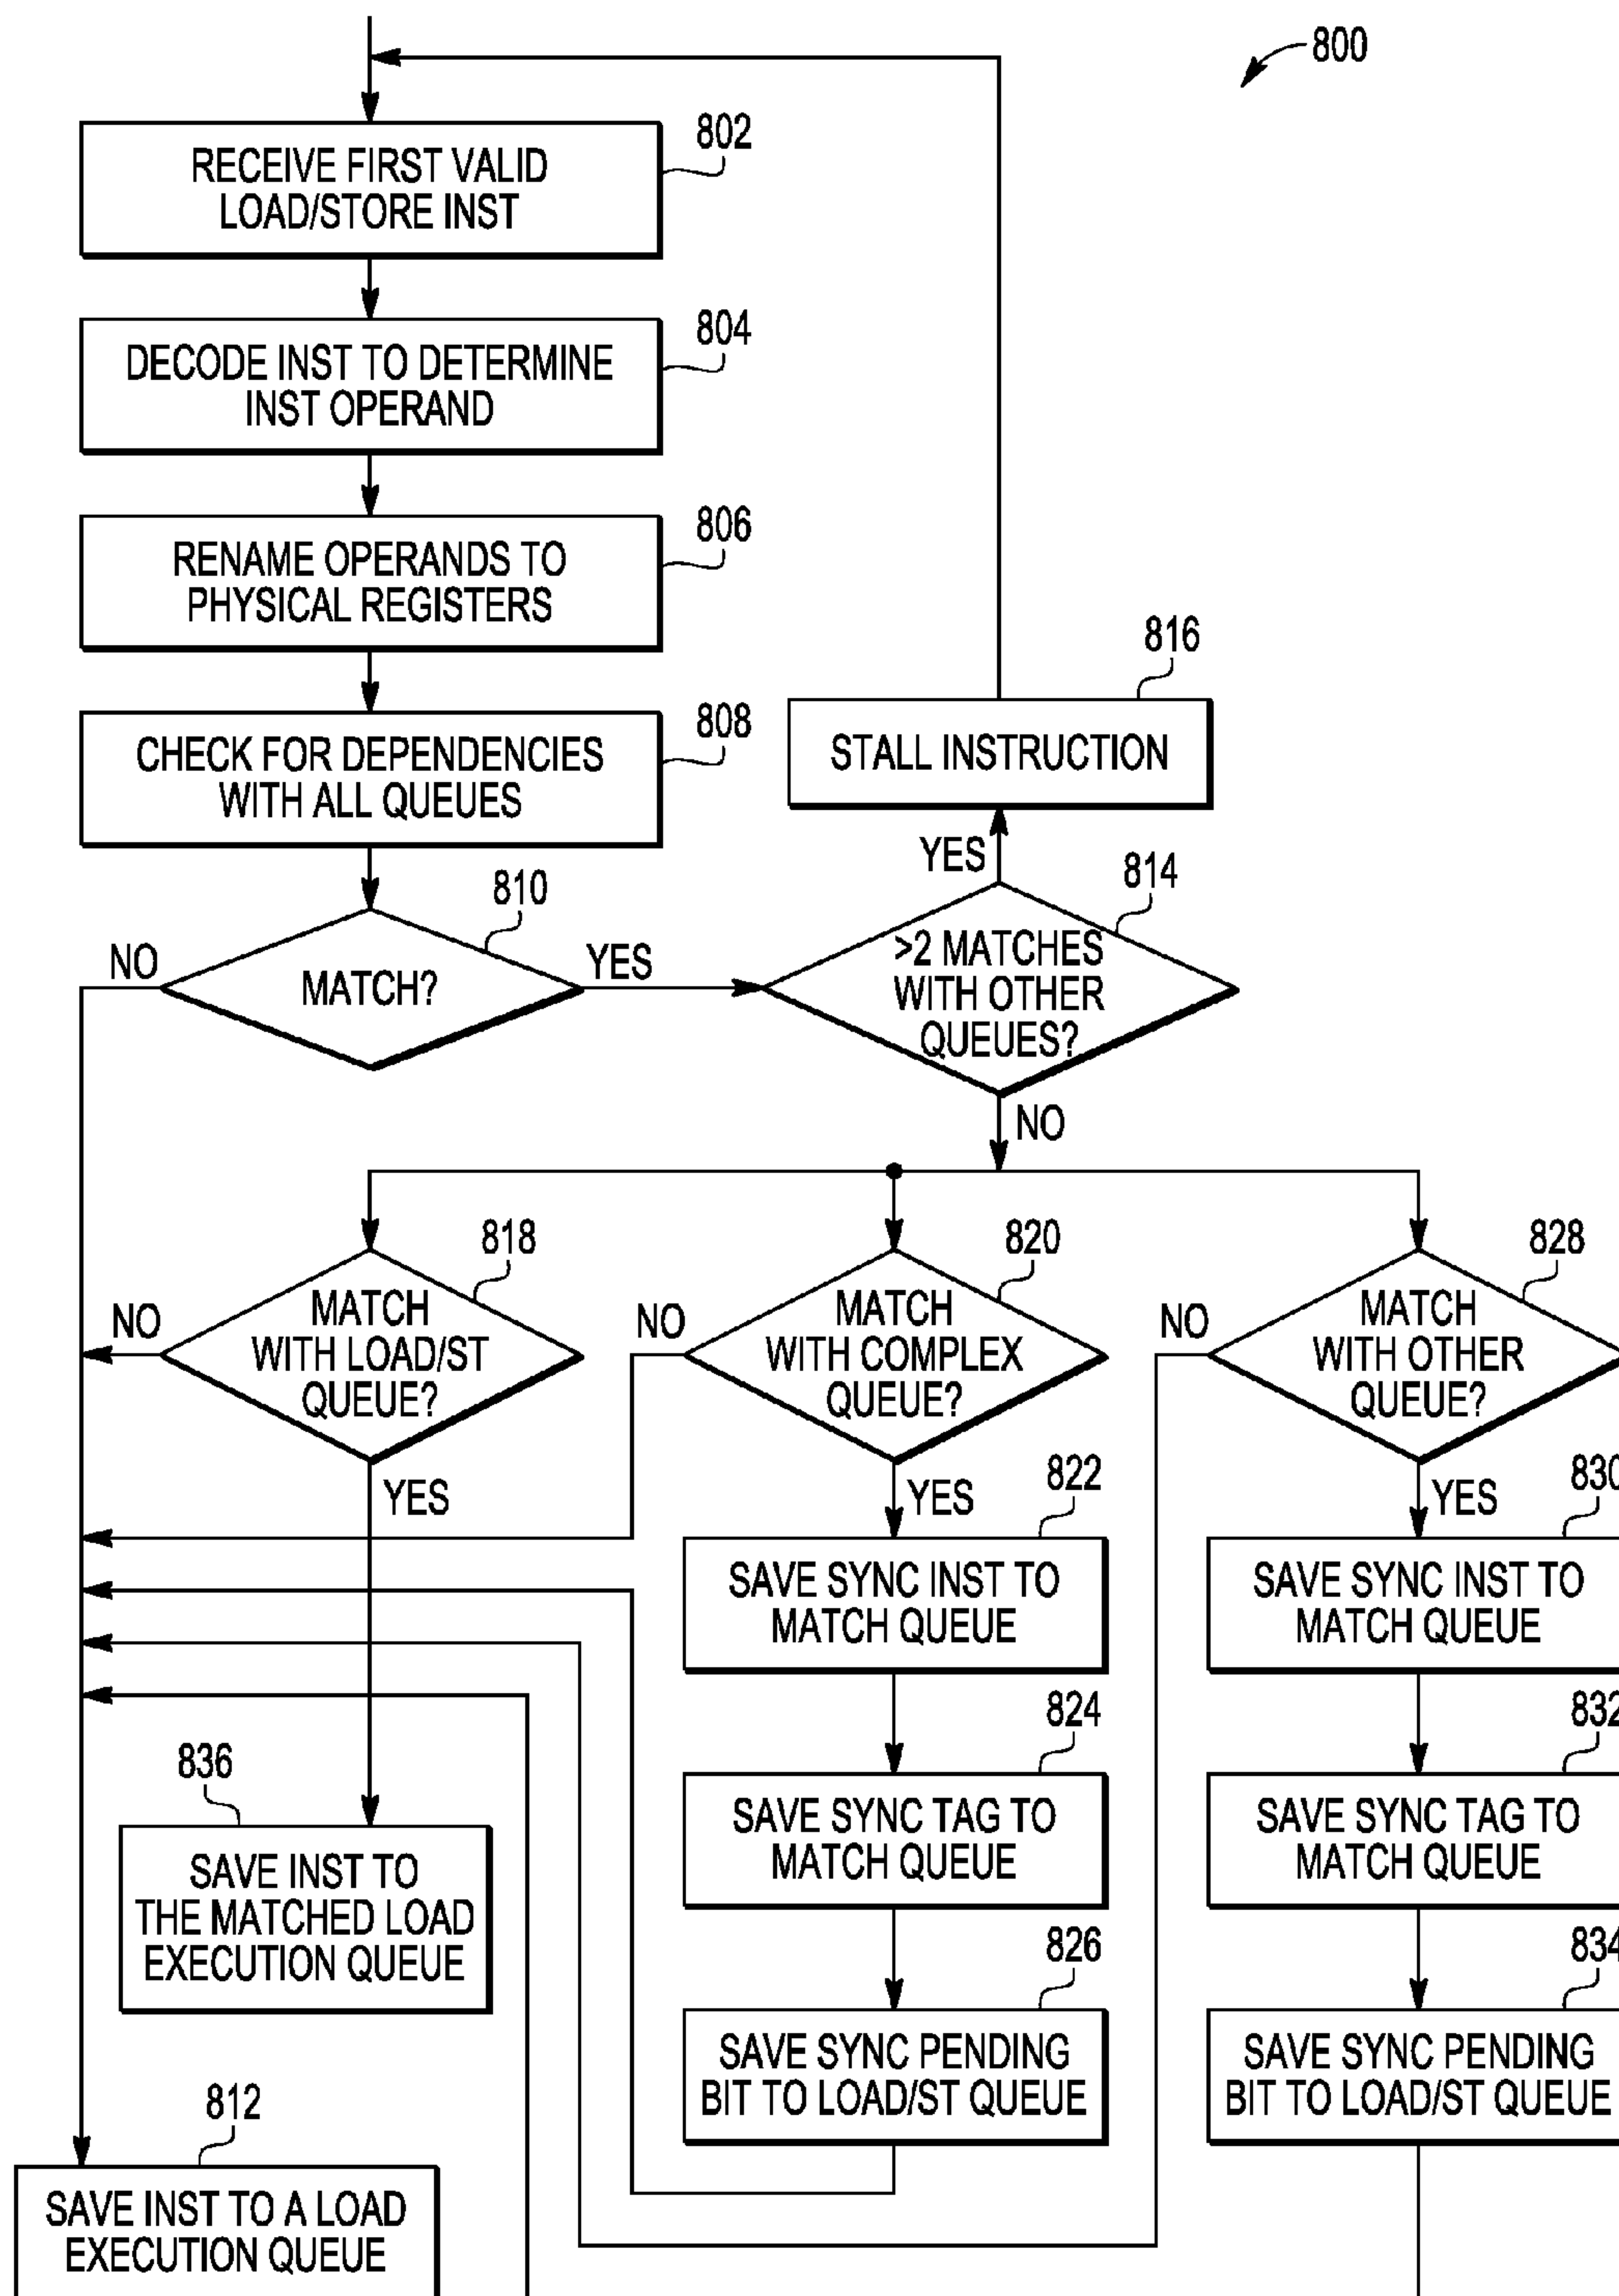 800
802
RECEIVE FIRST VALID
LOAD/STORE INST
804
DECODE INST TO DETERMINE
INST OPERAND
806
RENAME OPERANDS TO
PHYSICAL REGISTERS
808
CHECK FOR DEPENDENCIES
WITH ALL QUEUES
816
STALL INSTRUCTION
YES
810
NO
MATCH?
YES
814
>2 MATCHES
WITH OTHER
QUEUES?
NO
818
NO
MATCH
WITH LOAD/ST
QUEUE?
YES
820
NO
MATCH
WITH COMPLEX
QUEUE?
YES
828
NO
MATCH
WITH OTHER
QUEUE?
YES
822
SAVE SYNC INST TO
MATCH QUEUE
830
SAVE SYNC INST TO
MATCH QUEUE
824
SAVE SYNC TAG TO
MATCH QUEUE
832
SAVE SYNC TAG TO
MATCH QUEUE
836
SAVE INST TO
THE MATCHED LOAD
EXECUTION QUEUE
826
SAVE SYNC PENDING
BIT TO LOAD/ST QUEUE
834
SAVE SYNC PENDING
BIT TO LOAD/ST QUEUE
812
SAVE INST TO A LOAD
EXECUTION QUEUE